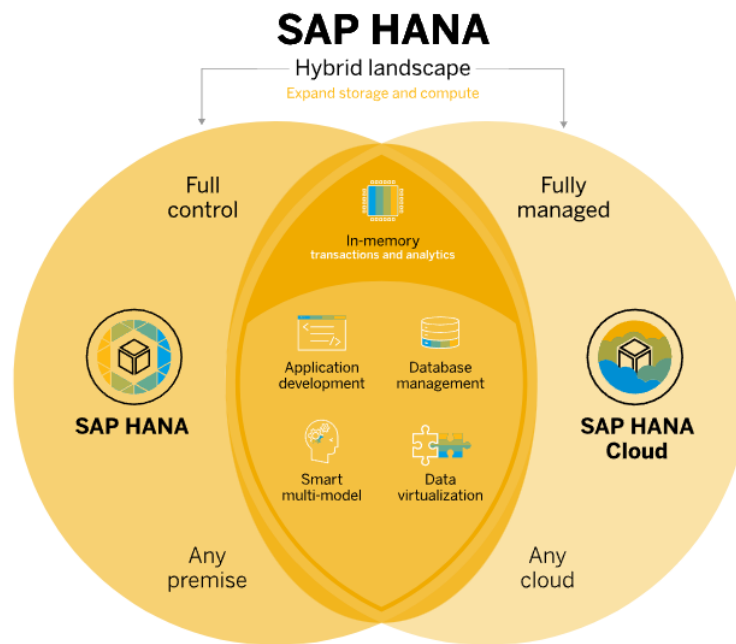 SAP HANA
Hybrid landscape
Expand storage and compute
Full
control
Fully
managed
In-memory
transactions and analytics
Application
development
Database
management
SAP HANA
SAP HANA
Cloud
Smart
multi-model
Data
virtualization
Any
premise
Any
cloud